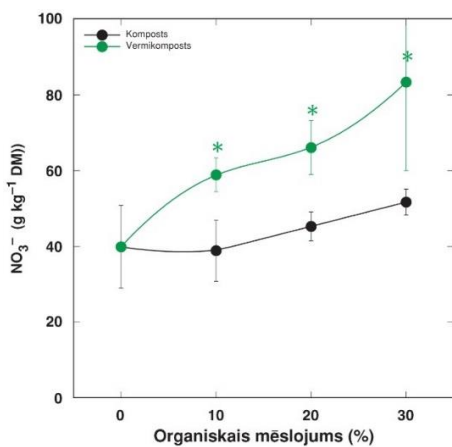 100
80
60
40
20
0
NO₃⁻ (g kg⁻¹ DM))
Komposts
Vermikomposts
*
*
*
0 10 20 30
Organiskais mēslojums (%)